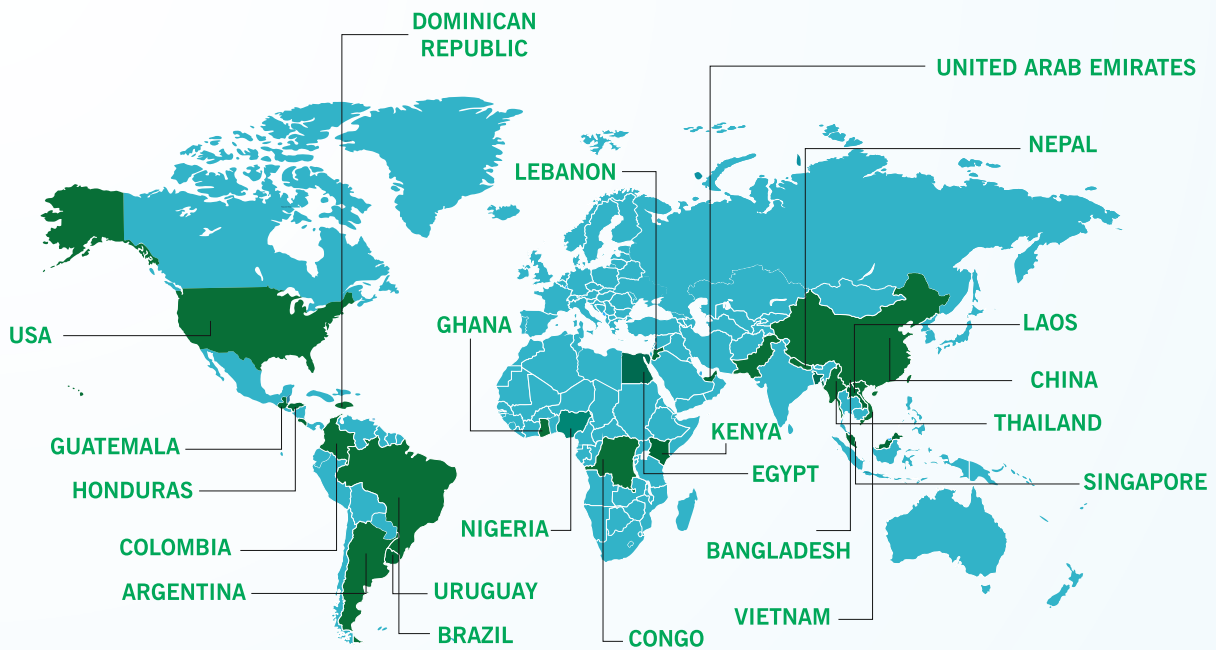 DOMINICAN
REPUBLIC
UNITED ARAB EMIRATES
NEPAL
LEBANON
USA
GHANA
LAOS
CHINA
THAILAND
KENYA
GUATEMALA
EGYPT
SINGAPORE
HONDURAS
NIGERIA
COLOMBIA
BANGLADESH
ARGENTINA
URUGUAY
VIETNAM
BRAZIL
CONGO